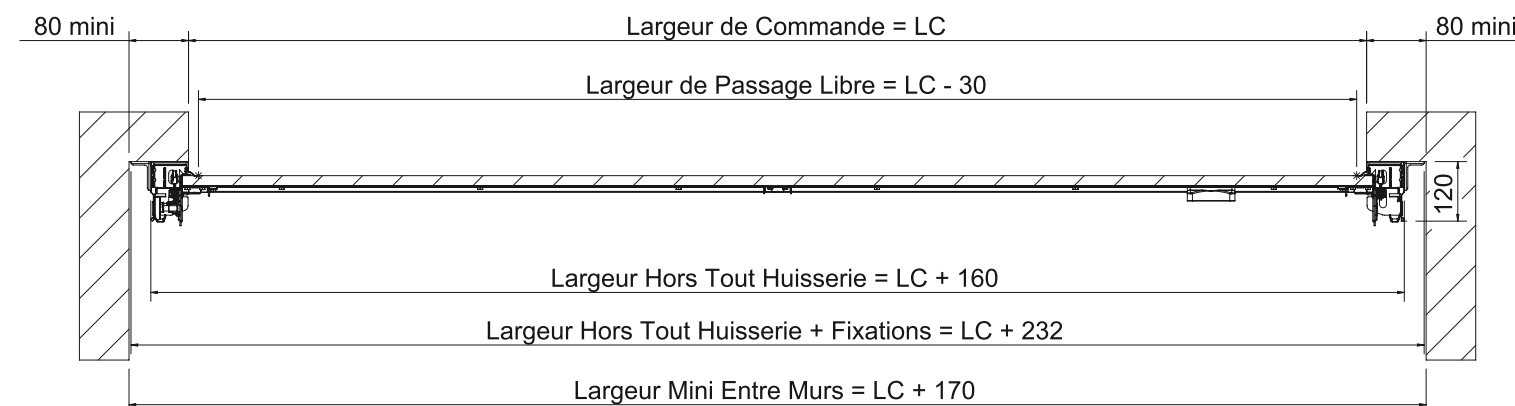 80 mini
Largeur de Commande = LC
80 mini
Largeur de Passage Libre = LC - 30
120
Largeur Hors Tout Huisserie = LC + 160
Largeur Hors Tout Huisserie + Fixations = LC + 232
Largeur Mini Entre Murs = LC + 170